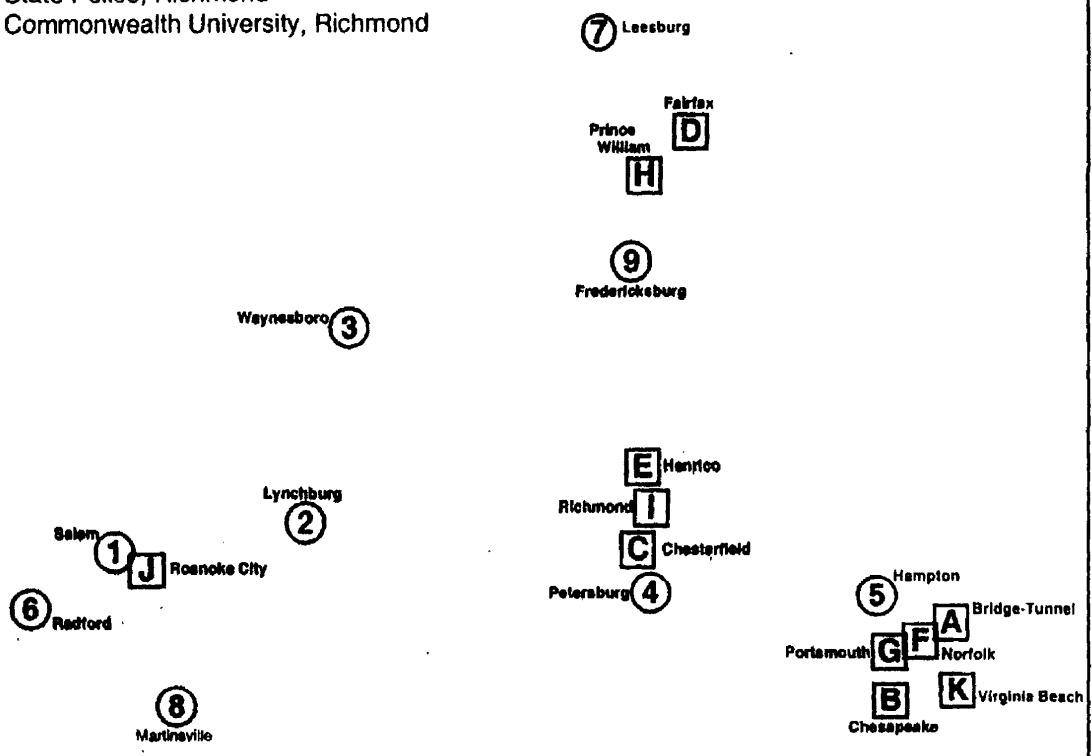 Commonwealth University, Richmond
7 Leesburg
Fairfax
D
Prince
William
H
9
Fredericksburg
Waynesboro 3
E Henrico
Lynchburg
2
Richmond I
Salem
1
J Roanoke City
C Chesterfield
Petersburg 4
Hampton
5
6
Radford
A Bridge-Tunnel
F
Norfolk
Portsmouth G
K Virginia Beach
B
Chesapeake
8
Martinsville